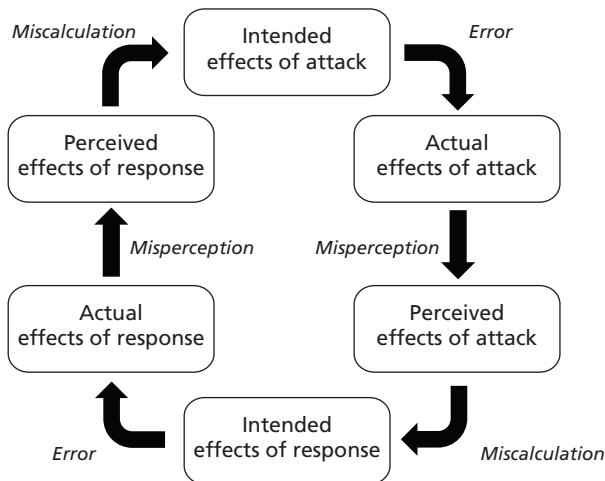 Miscalculation
Intended
effects of attack
Error
Perceived
effects of response
Actual
effects of attack
Misperception
Misperception
Actual
effects of response
Perceived
effects of attack
Error
Intended
effects of response
Miscalculation